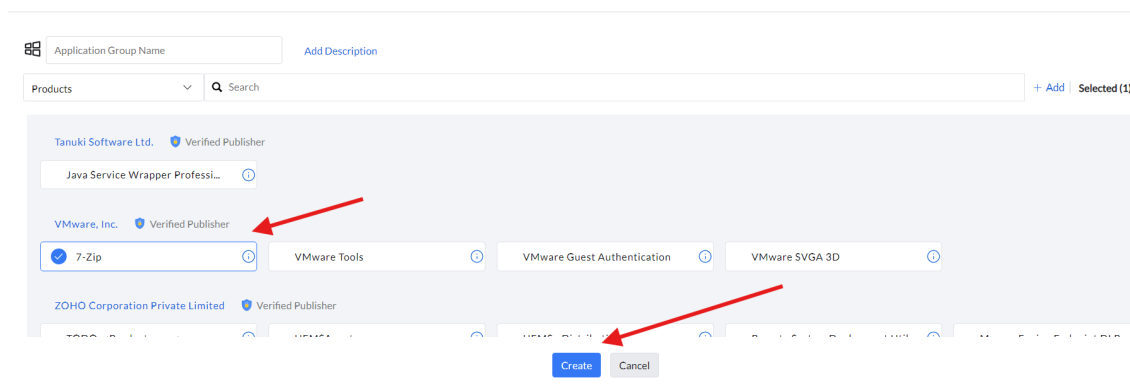 Application Group Name Add Description
Products Search + Add Selected (1)
Tanuki Software Ltd. Verified Publisher
Java Service Wrapper Professi...
VMware, Inc. Verified Publisher
7-Zip VMware Tools VMware Guest Authentication VMware SVGA 3D
ZOHO Corporation Private Limited Verified Publisher
Create Cancel